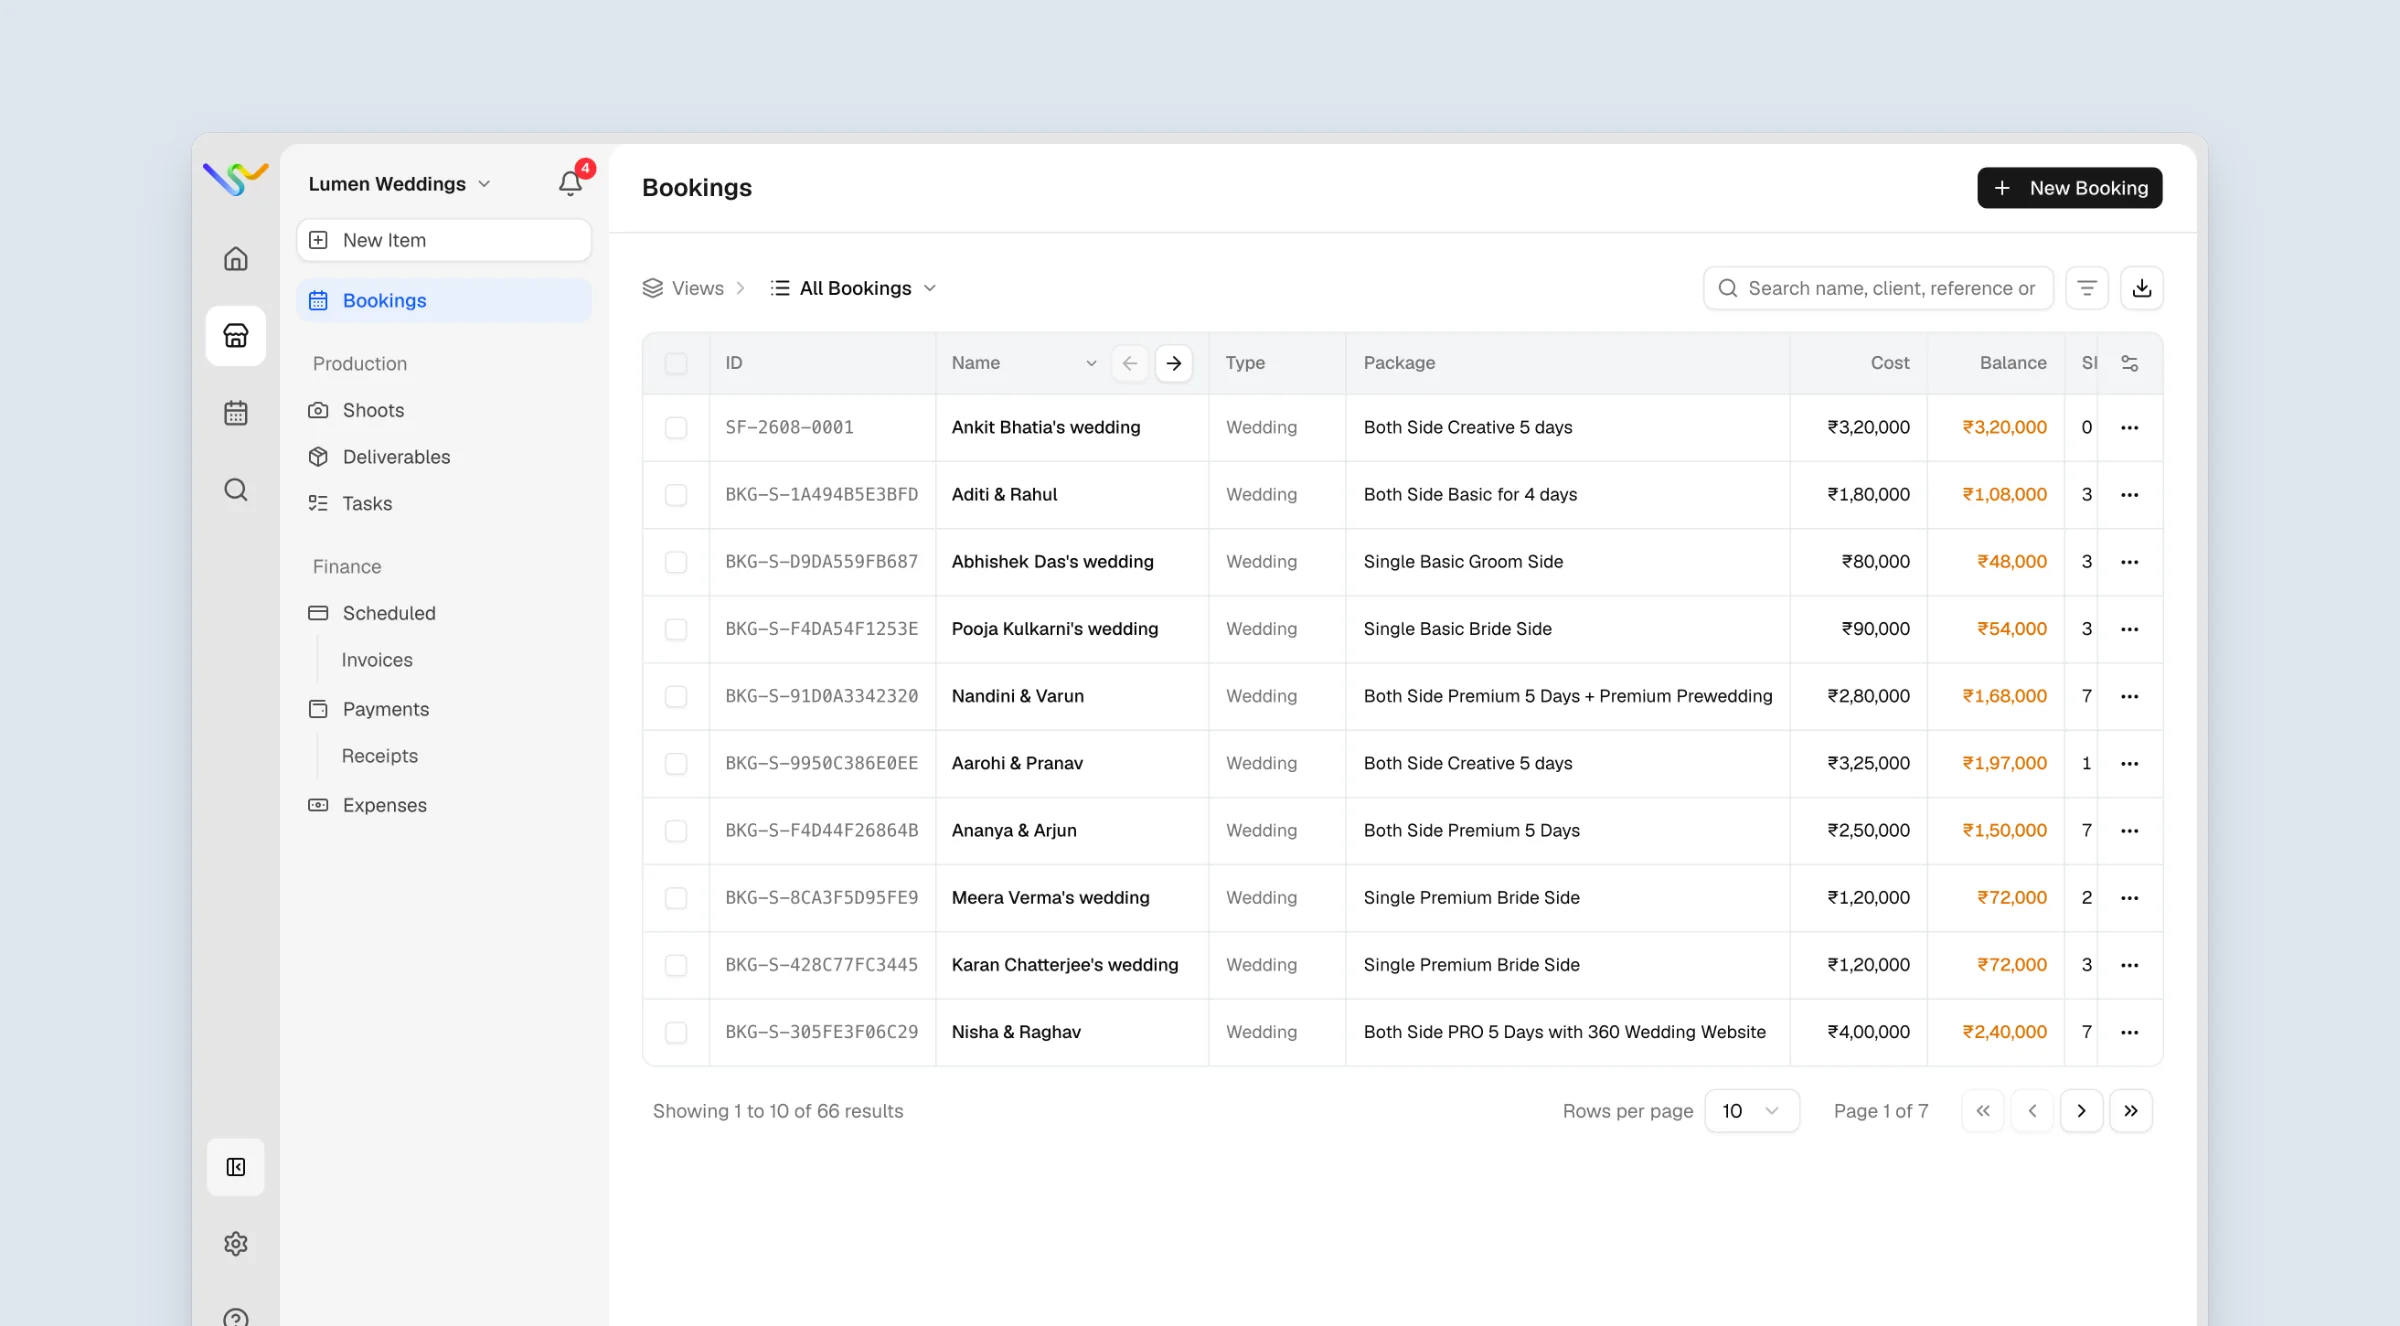 Lumen Weddings
4
New Item
Bookings
Production
Shoots
Deliverables
Tasks
Finance
Scheduled
Invoices
Payments
Receipts
Expenses
Bookings
+ New Booking
Views > All Bookings
Search name, client, reference or
ID Name Type Package Cost Balance
SF-2608-0001 Ankit Bhatia's wedding Wedding Both Side Creative 5 days ₹3,20,000 ₹3,20,000 0
BKG-S-1A494B5E3BFD Aditi & Rahul Wedding Both Side Basic for 4 days ₹1,80,000 ₹1,08,000 3
BKG-S-D9DA559FB687 Abhishek Das's wedding Wedding Single Basic Groom Side ₹80,000 ₹48,000 3
BKG-S-F4DA54F1253E Pooja Kulkarni's wedding Wedding Single Basic Bride Side ₹90,000 ₹54,000 3
BKG-S-91D0A3342320 Nandini & Varun Wedding Both Side Premium 5 Days + Premium Prewedding ₹2,80,000 ₹1,68,000 7
BKG-S-9950C386E0EE Aarohi & Pranav Wedding Both Side Creative 5 days ₹3,25,000 ₹1,97,000 1
BKG-S-F4D44F26864B Ananya & Arjun Wedding Both Side Premium 5 Days ₹2,50,000 ₹1,50,000 7
BKG-S-8CA3F5D95FE9 Meera Verma's wedding Wedding Single Premium Bride Side ₹1,20,000 ₹72,000 2
BKG-S-428C77FC3445 Karan Chatterjee's wedding Wedding Single Premium Bride Side ₹1,20,000 ₹72,000 3
BKG-S-305FE3F06C29 Nisha & Raghav Wedding Both Side PRO 5 Days with 360 Wedding Website ₹4,00,000 ₹2,40,000 7
Showing 1 to 10 of 66 results
Rows per page 10 Page 1 of 7